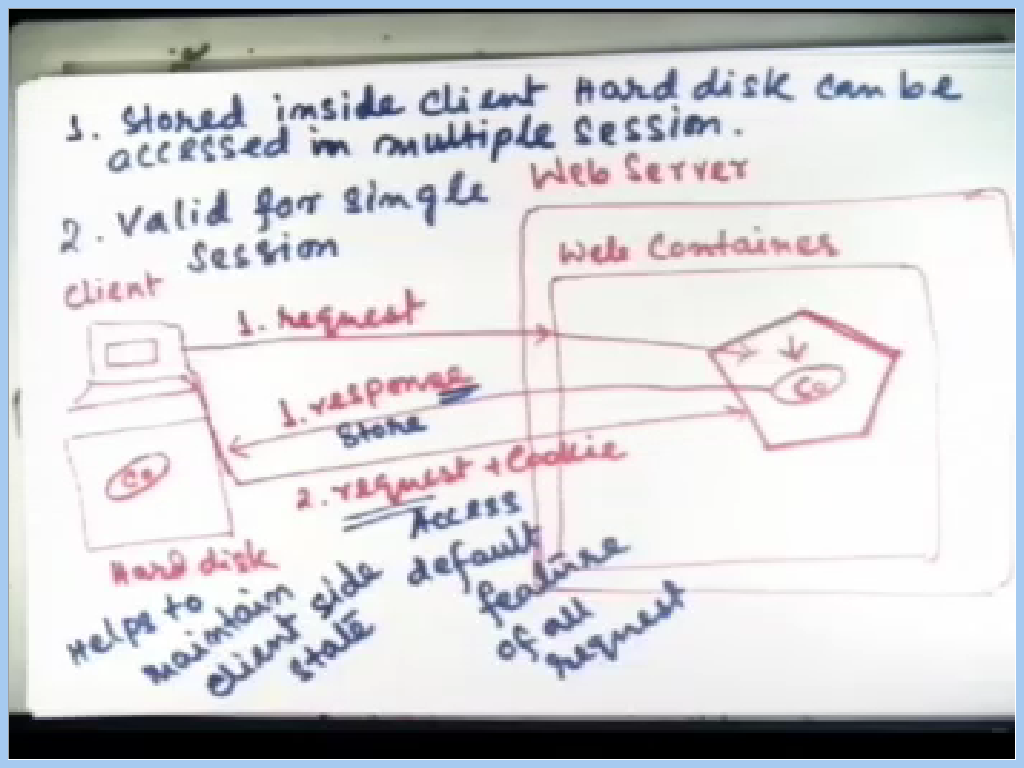 1. Stored inside client Hard disk can be
accessed in multiple session.
2. Valid for single
session
Web Server
Web Container
Client
1. request
1. response
Store
2. request + Cookie
Access
default
feature
of all
request
Co
Co
Hard disk
Helps to
maintain
client side
state